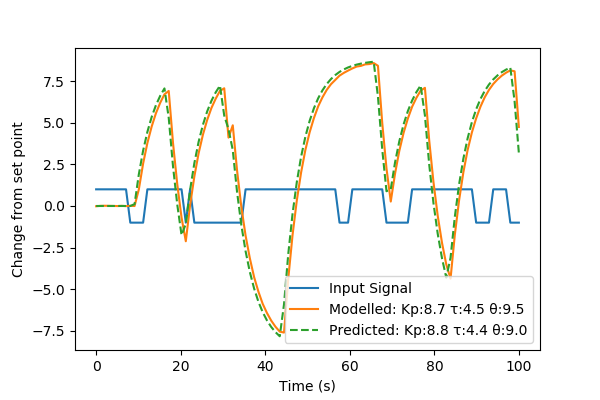 Change from set point
7.5
5.0
2.5
0.0
−2.5
−5.0
−7.5
Input Signal
Modelled: Kp:8.7 τ:4.5 θ:9.5
Predicted: Kp:8.8 τ:4.4 θ:9.0
0 20 40 60 80 100
Time (s)